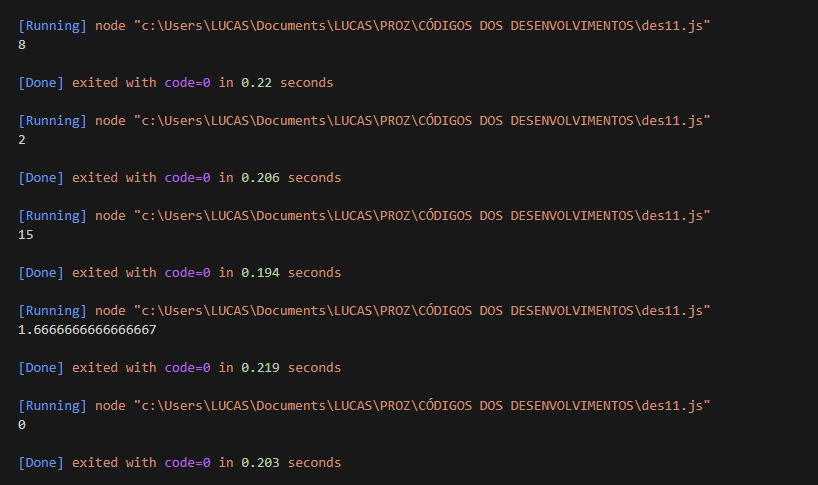 [Running] node "c:\Users\LUCAS\Documents\LUCAS\PROZ\CÓDIGOS DOS DESENVOLVIMENTOS\des11.js"
8
[Done] exited with code=0 in 0.22 seconds
[Running] node "c:\Users\LUCAS\Documents\LUCAS\PROZ\CÓDIGOS DOS DESENVOLVIMENTOS\des11.js"
2
[Done] exited with code=0 in 0.206 seconds
[Running] node "c:\Users\LUCAS\Documents\LUCAS\PROZ\CÓDIGOS DOS DESENVOLVIMENTOS\des11.js"
15
[Done] exited with code=0 in 0.194 seconds
[Running] node "c:\Users\LUCAS\Documents\LUCAS\PROZ\CÓDIGOS DOS DESENVOLVIMENTOS\des11.js"
1.6666666666666667
[Done] exited with code=0 in 0.219 seconds
[Running] node "c:\Users\LUCAS\Documents\LUCAS\PROZ\CÓDIGOS DOS DESENVOLVIMENTOS\des11.js"
0
[Done] exited with code=0 in 0.203 seconds